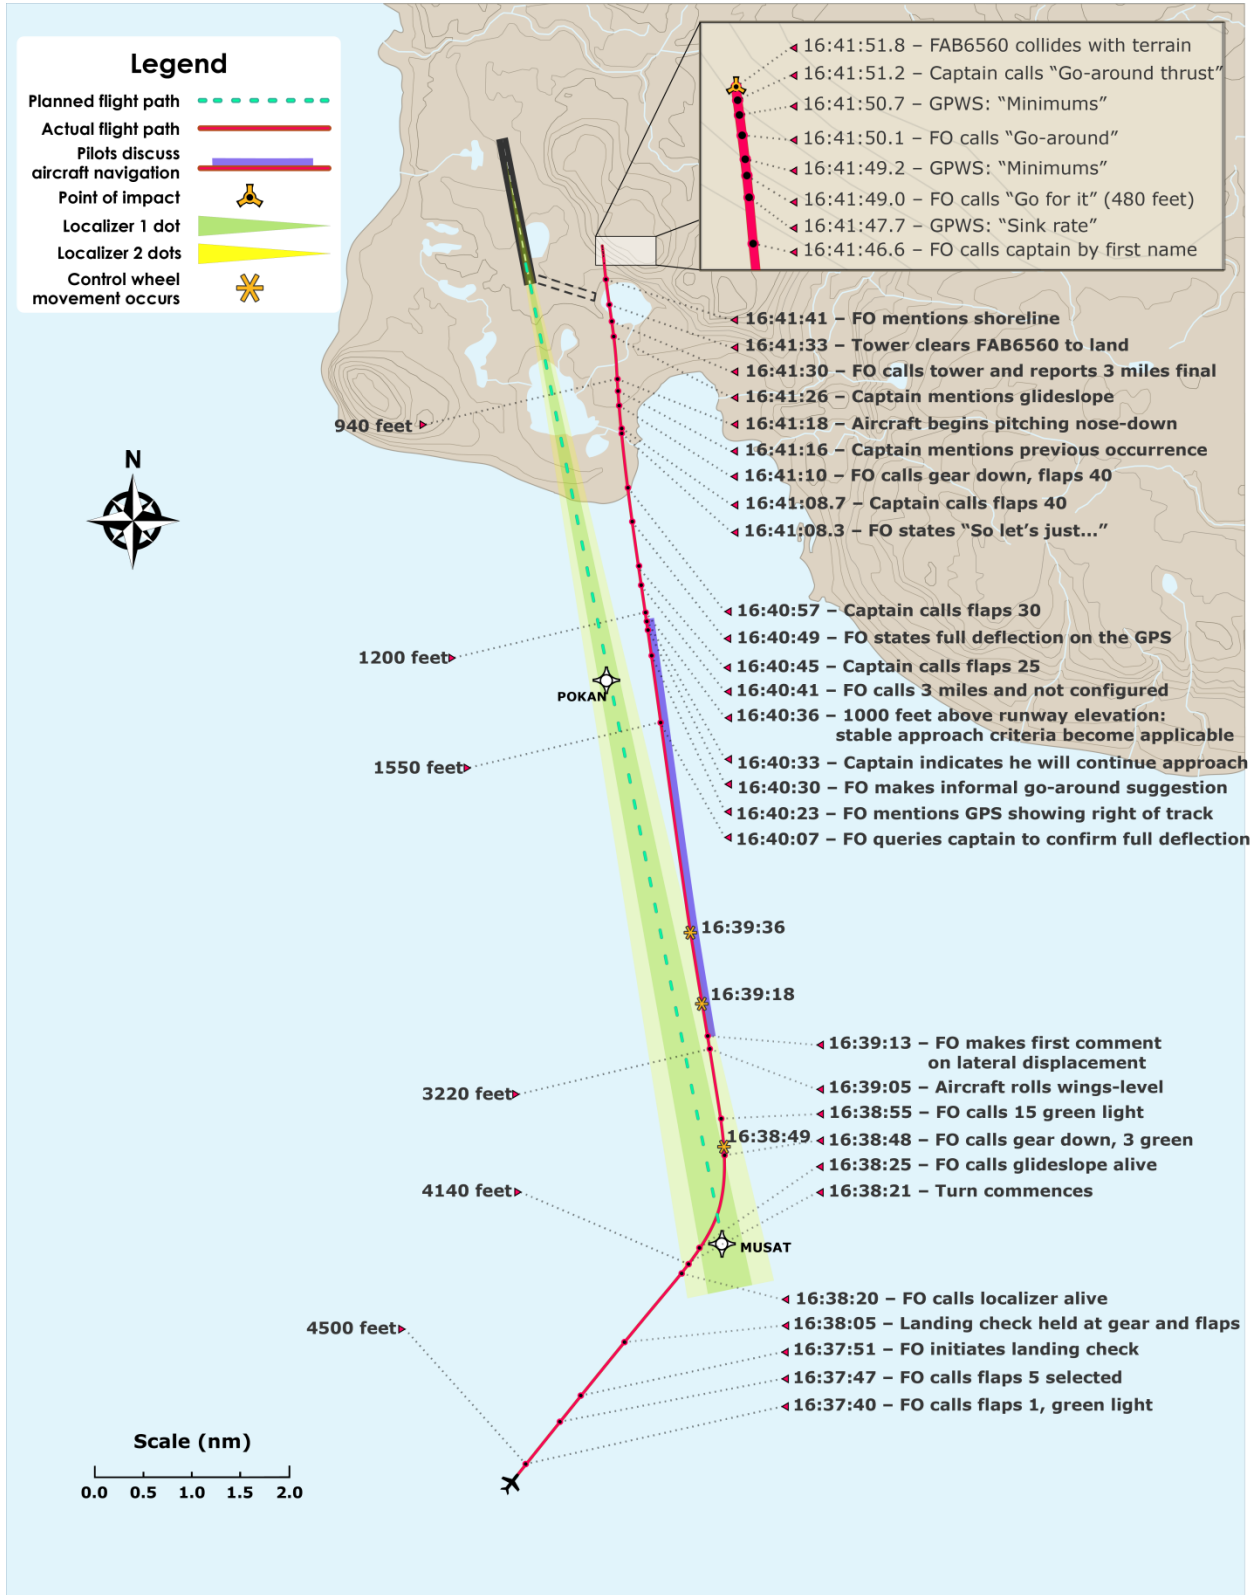 Legend
Planned flight path
Actual flight path
Pilots discuss
aircraft navigation
Point of impact
Localizer 1 dot
Localizer 2 dots
Control wheel
movement occurs
16:41:51.8 – FAB6560 collides with terrain
16:41:51.2 – Captain calls “Go-around thrust”
16:41:50.7 – GPWS: “Minimums”
16:41:50.1 – FO calls “Go-around”
16:41:49.2 – GPWS: “Minimums”
16:41:49.0 – FO calls “Go for it” (480 feet)
16:41:47.7 – GPWS: “Sink rate”
16:41:46.6 – FO calls captain by first name
16:41:41 – FO mentions shoreline
16:41:33 – Tower clears FAB6560 to land
16:41:30 – FO calls tower and reports 3 miles final
16:41:26 – Captain mentions glideslope
16:41:18 – Aircraft begins pitching nose-down
16:41:16 – Captain mentions previous occurrence
16:41:10 – FO calls gear down, flaps 40
16:41:08.7 – Captain calls flaps 40
16:41:08.3 – FO states “So let’s just...”
940 feet
N
16:40:57 – Captain calls flaps 30
16:40:49 – FO states full deflection on the GPS
16:40:45 – Captain calls flaps 25
16:40:41 – FO calls 3 miles and not configured
16:40:36 – 1000 feet above runway elevation:
stable approach criteria become applicable
16:40:33 – Captain indicates he will continue approach
16:40:30 – FO makes informal go-around suggestion
16:40:23 – FO mentions GPS showing right of track
16:40:07 – FO queries captain to confirm full deflection
1200 feet
POKAN
1550 feet
16:39:36
16:39:18
16:39:13 – FO makes first comment
on lateral displacement
16:39:05 – Aircraft rolls wings-level
16:38:55 – FO calls 15 green light
16:38:49
16:38:48 – FO calls gear down, 3 green
16:38:25 – FO calls glideslope alive
16:38:21 – Turn commences
3220 feet
4140 feet
MUSAT
16:38:20 – FO calls localizer alive
16:38:05 – Landing check held at gear and flaps
16:37:51 – FO initiates landing check
16:37:47 – FO calls flaps 5 selected
16:37:40 – FO calls flaps 1, green light
4500 feet
Scale (nm)
0.0 0.5 1.0 1.5 2.0